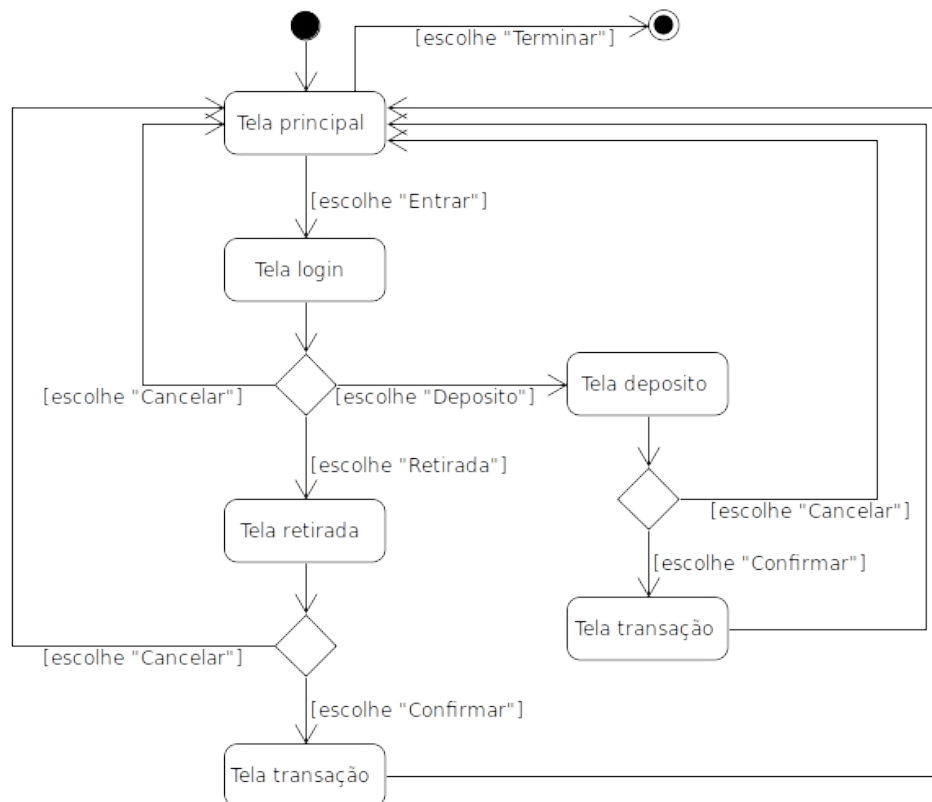 [escolhe "Terminar"]
Tela principal
[escolhe "Entrar"]
Tela login
[escolhe "Cancelar"]
[escolhe "Deposito"]
Tela deposito
[escolhe "Retirada"]
Tela retirada
[escolhe "Cancelar"]
[escolhe "Confirmar"]
Tela transação
[escolhe "Cancelar"]
[escolhe "Confirmar"]
Tela transação